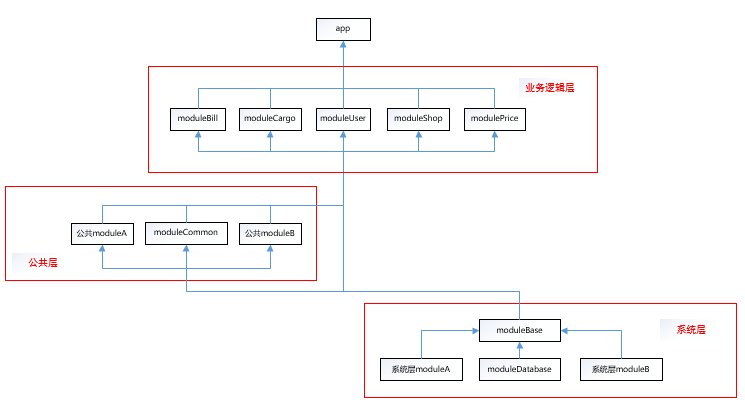 app
业务逻辑层
moduleBill
moduleCargo
moduleUser
moduleShop
modulePrice
公共moduleA
moduleCommon
公共moduleB
公共层
moduleBase
系统层
系统层moduleA
moduleDatabase
系统层moduleB